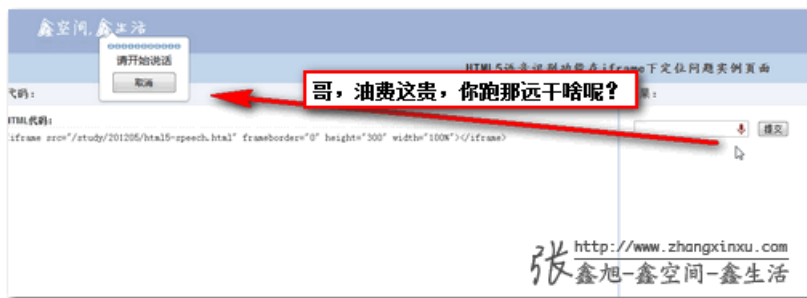 鑫空间,鑫生活
请开始说话
取消
HTML5语音识别功能在iframe下定位问题实例页面
代码:
果:
哥,油费这贵,你跑那远干啥呢?
HTML代码:
iframe src="/study/201205/html5-speech.html" frameborder="0" height="300" width="100%"></iframe>
提交
张
http://www.zhangxinxu.com
鑫旭-鑫空间-鑫生活